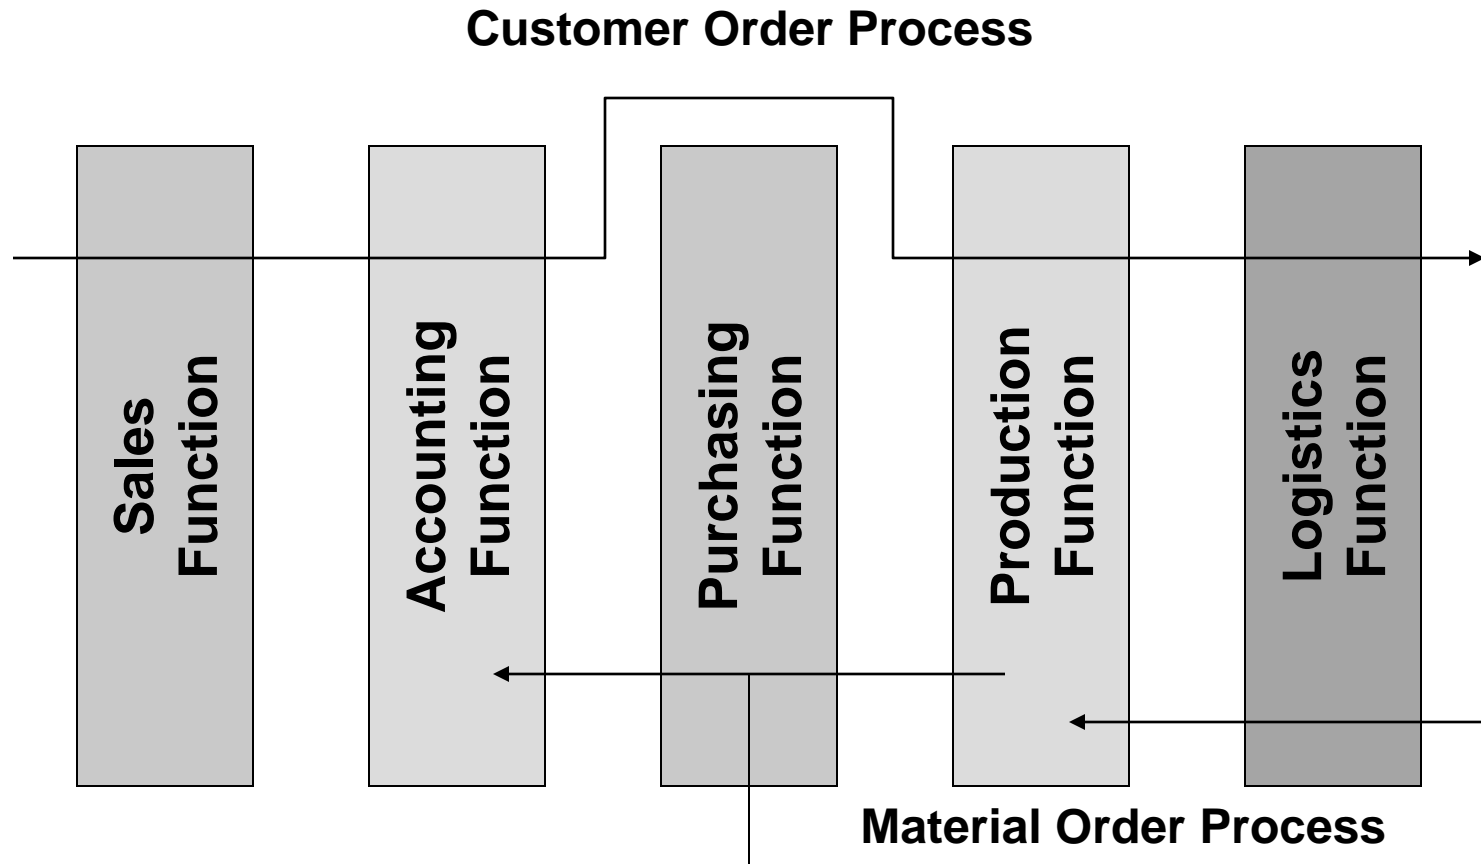 Customer Order Process
Sales
Function
Accounting
Function
Purchasing
Function
Production
Function
Logistics
Function
Material Order Process